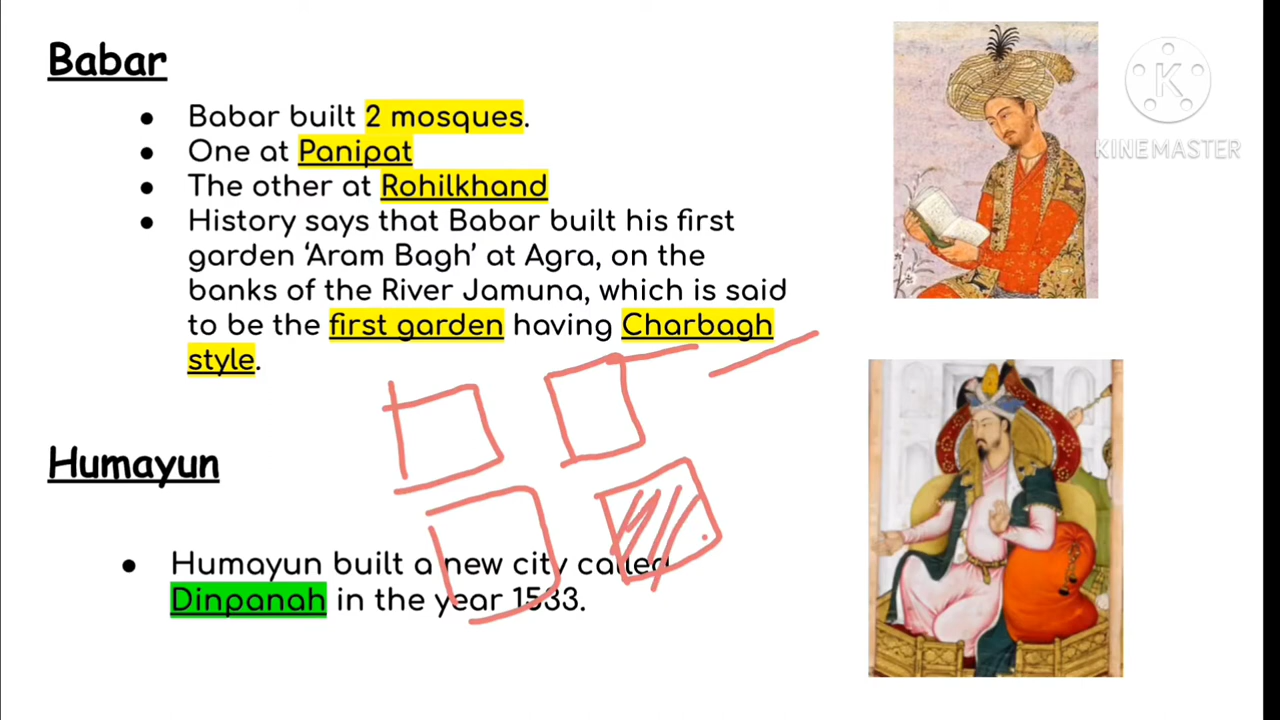 Babar
● Babar built 2 mosques.
● One at Panipat
● The other at Rohilkhand
● History says that Babar built his first
garden ‘Aram Bagh’ at Agra, on the
banks of the River Jamuna, which is said
to be the first garden having Charbagh
style.
Humayun
● Humayun built a new city called
Dinpanah in the year 1533.
K
KINEMASTER